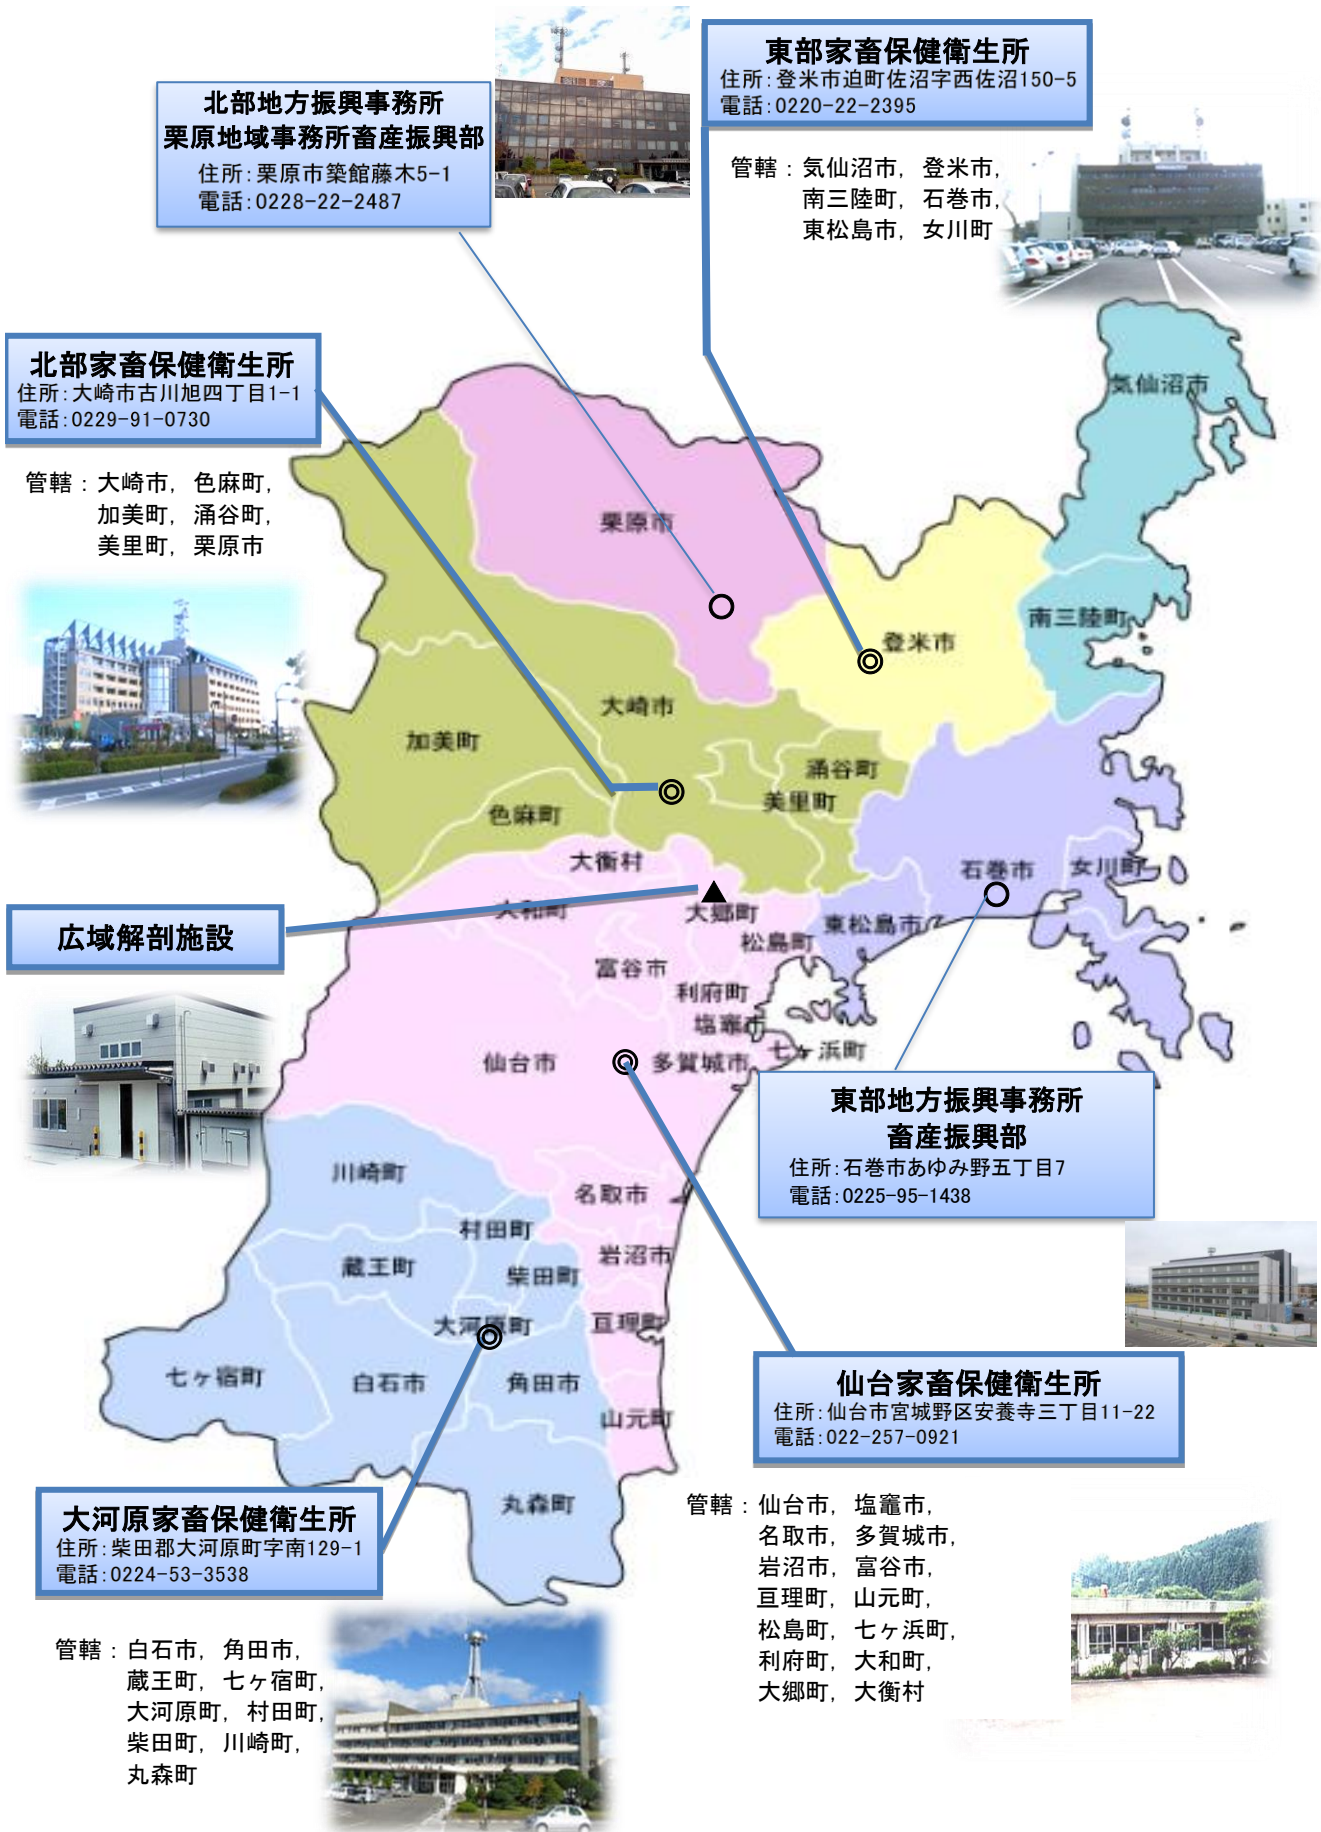 東部家畜保健衛生所
住所：登米市迫町佐沼字西佐沼150-5
電話：0220-22-2395
管轄：気仙沼市, 登米市,
南三陸町, 石巻市,
東松島市, 女川町
北部地方振興事務所
栗原地域事務所畜産振興部
住所：栗原市築館藤木5-1
電話：0228-22-2487
北部家畜保健衛生所
住所：大崎市古川旭四丁目1-1
電話：0229-91-0730
管轄：大崎市, 色麻町,
加美町, 涌谷町,
美里町, 栗原市
気仙沼市
栗原市
南三陸町
登米市
大崎市
加美町
涌谷町
美里町
色麻町
大衡村
石巻市
女川町
大和町
大郷町
東松島市
松島町
富谷市
利府町
塩竈市
仙台市
多賀城市
七ヶ浜町
広域解剖施設
東部地方振興事務所
畜産振興部
住所：石巻市あゆみ野五丁目7
電話：0225-95-1438
川崎町
名取市
村田町
岩沼市
蔵王町
柴田町
大河原町
亘理町
七ヶ宿町
白石市
角田市
山元町
丸森町
仙台家畜保健衛生所
住所：仙台市宮城野区安養寺三丁目11-22
電話：022-257-0921
管轄：仙台市, 塩竈市,
名取市, 多賀城市,
岩沼市, 富谷市,
亘理町, 山元町,
松島町, 七ヶ浜町,
利府町, 大和町,
大郷町, 大衡村
大河原家畜保健衛生所
住所：柴田郡大河原町字南129-1
電話：0224-53-3538
管轄：白石市, 角田市,
蔵王町, 七ヶ宿町,
大河原町, 村田町,
柴田町, 川崎町,
丸森町